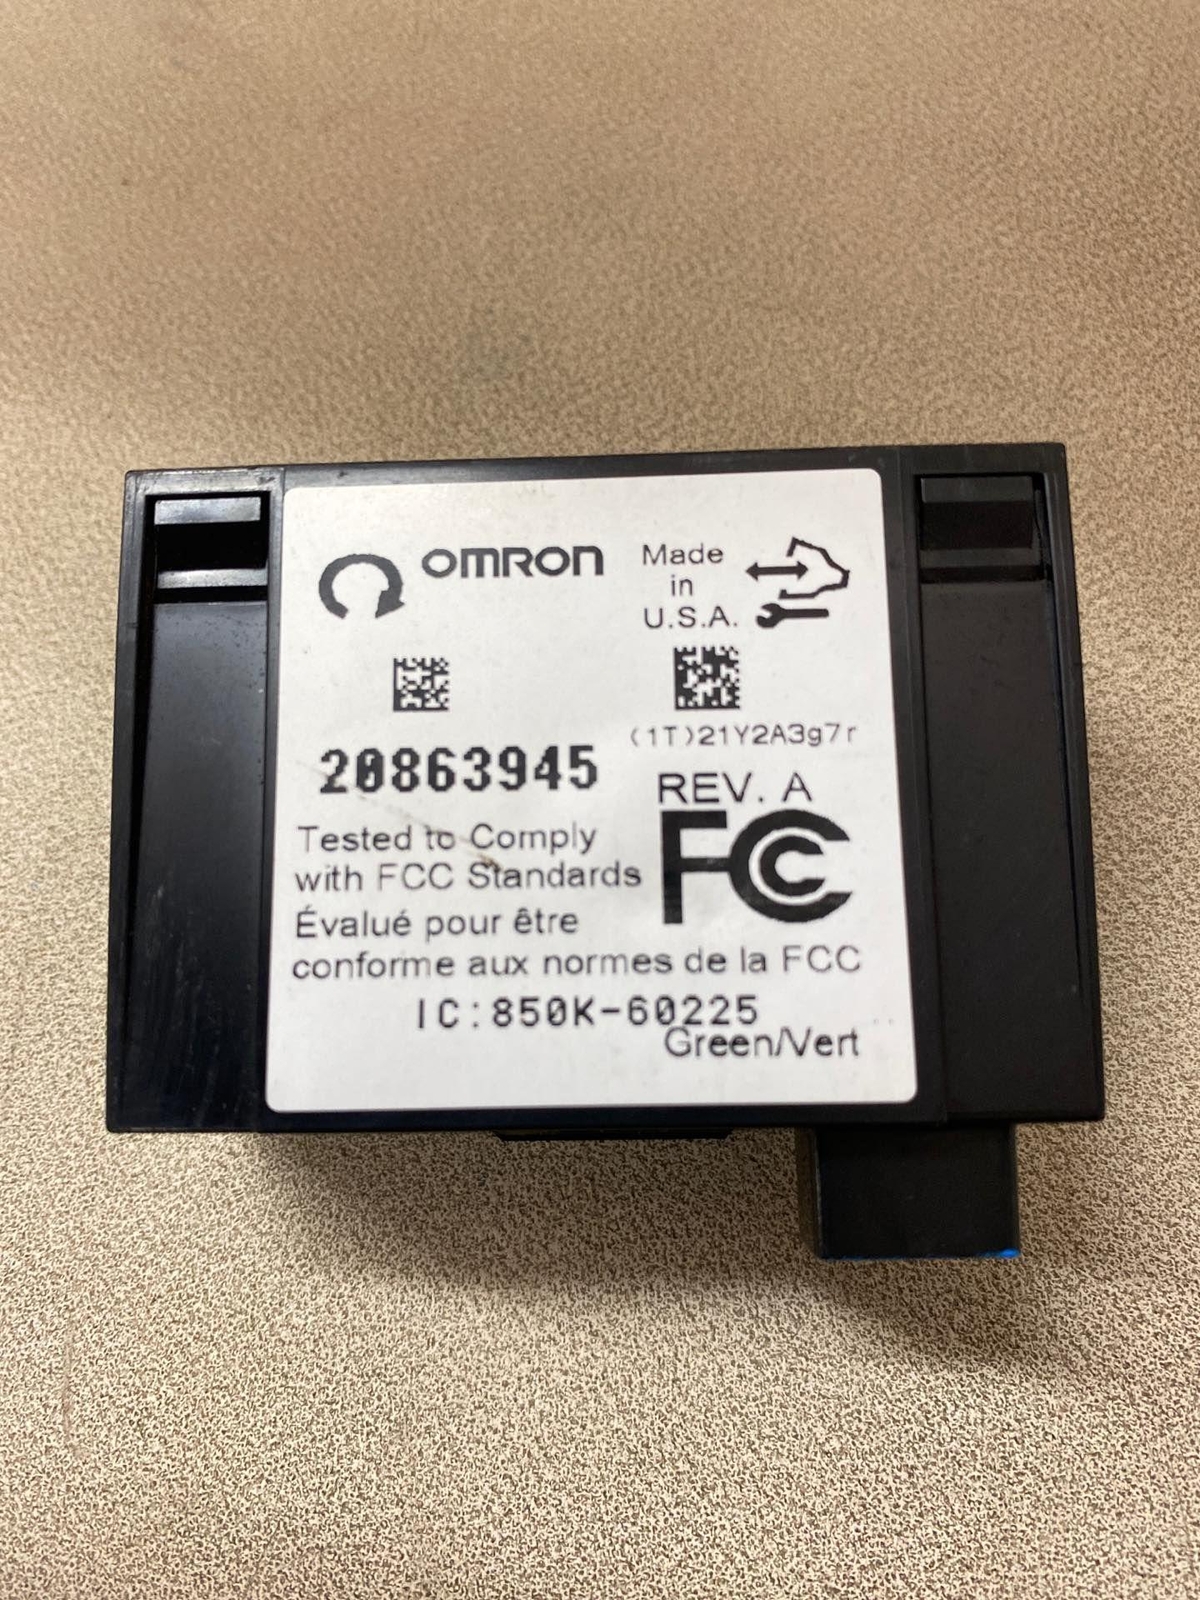 OMRON
Made
in
U.S.A.
(1T)21Y2A3g7r
20863945
REV. A
FC
Tested to Comply
with FCC Standards
Évalué pour être
conforme aux normes de la FCC
IC:850K-60225
Green/Vert